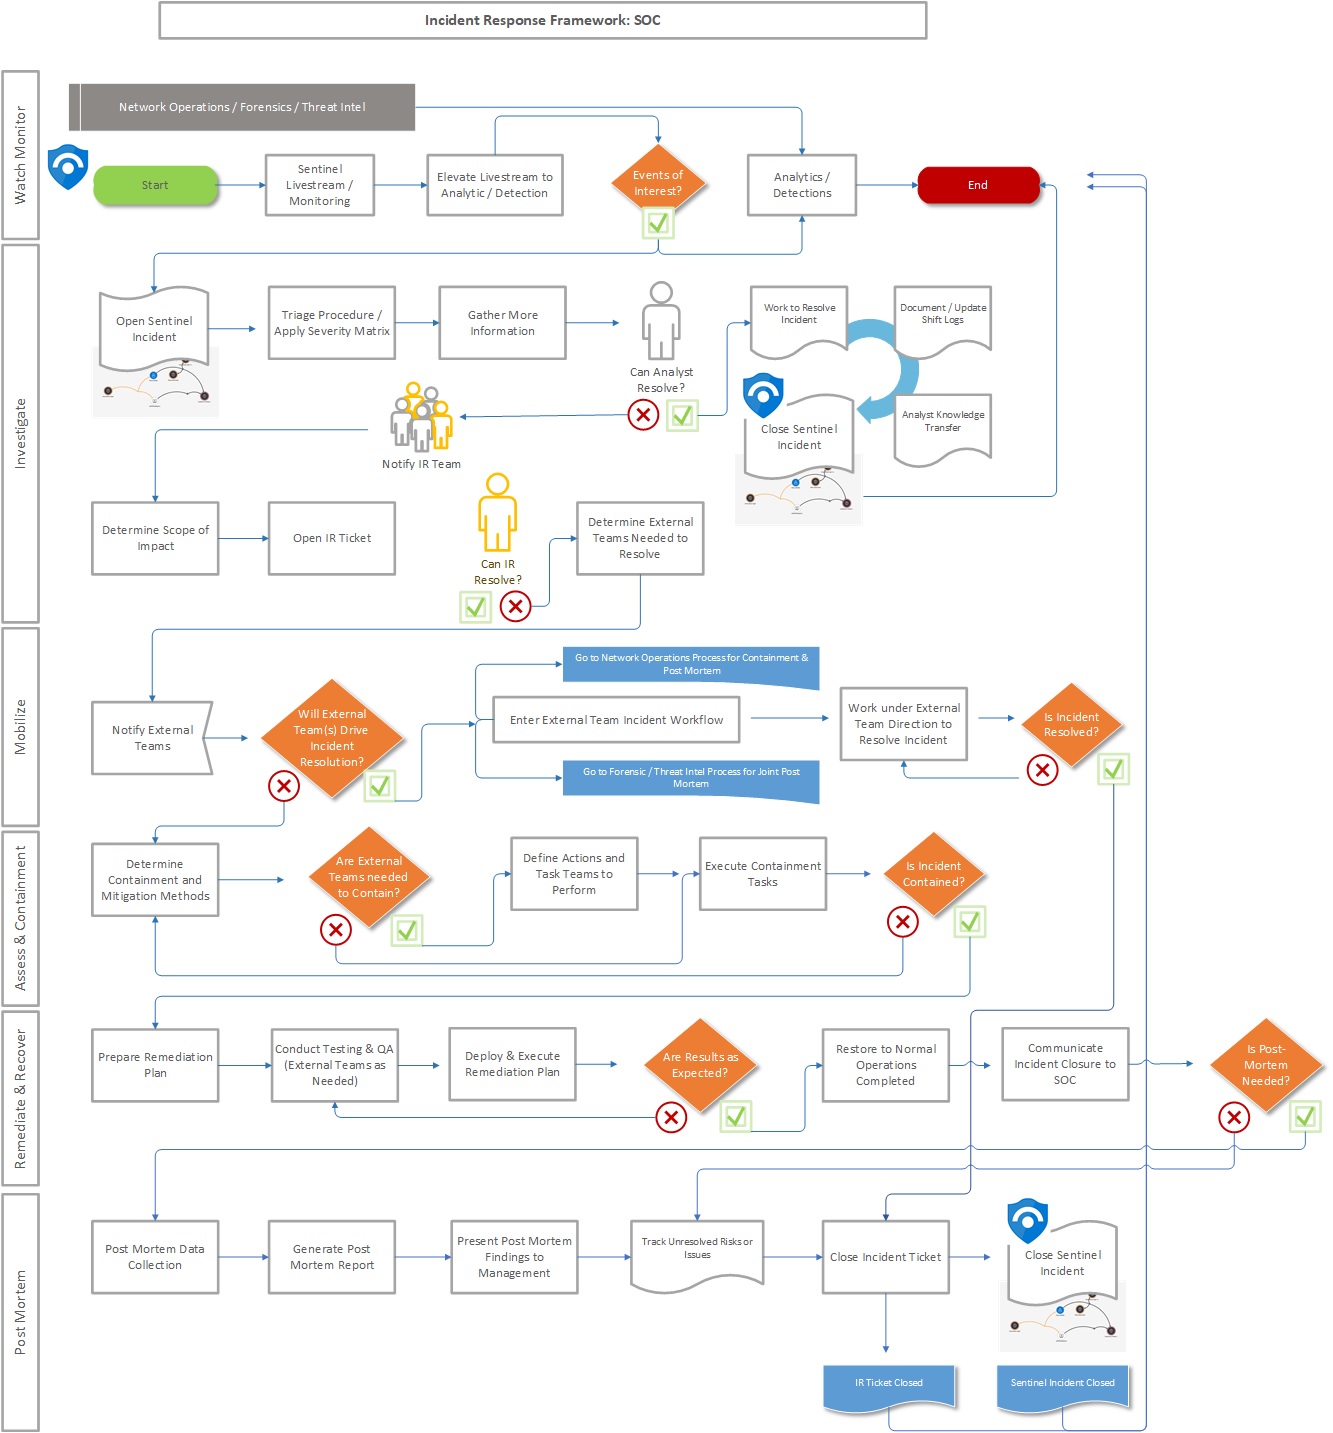 Incident Response Framework: SOC
Watch Monitor
Network Operations / Forensics / Threat Intel
Start
Sentinel
Livestream /
Monitoring
Elevate Livestream to
Analytic / Detection
Events of
Interest?
Analytics /
Detections
End
Investigate
Open Sentinel
Incident
Triage Procedure /
Apply Severity Matrix
Gather More
Information
Can Analyst
Resolve?
Work to Resolve
Incident
Document / Update
Shift Logs
Analyst Knowledge
Transfer
Close Sentinel
Incident
Notify IR Team
Determine Scope of
Impact
Open IR Ticket
Can IR
Resolve?
Determine External
Teams Needed to
Resolve
Mobilize
Notify External
Teams
Will External
Team(s) Drive
Incident
Resolution?
Go to Network Operations Process for Containment &
Post Mortem
Enter External Team Incident Workflow
Go to Forensic / Threat Intel Process for Joint Post
Mortem
Work under External
Team Direction to
Resolve Incident
Is Incident
Resolved?
Assess & Containment
Determine
Containment and
Mitigation Methods
Are External
Teams needed
to Contain?
Define Actions and
Task Teams to
Perform
Execute Containment
Tasks
Is Incident
Contained?
Remediate & Recover
Prepare Remediation
Plan
Conduct Testing & QA
(External Teams as
Needed)
Deploy & Execute
Remediation Plan
Are Results as
Expected?
Restore to Normal
Operations
Completed
Communicate
Incident Closure to
SOC
Is Post-
Mortem
Needed?
Post Mortem
Post Mortem Data
Collection
Generate Post
Mortem Report
Present Post Mortem
Findings to
Management
Track Unresolved Risks or
Issues
Close Incident Ticket
Close Sentinel
Incident
IR Ticket Closed
Sentinel Incident Closed